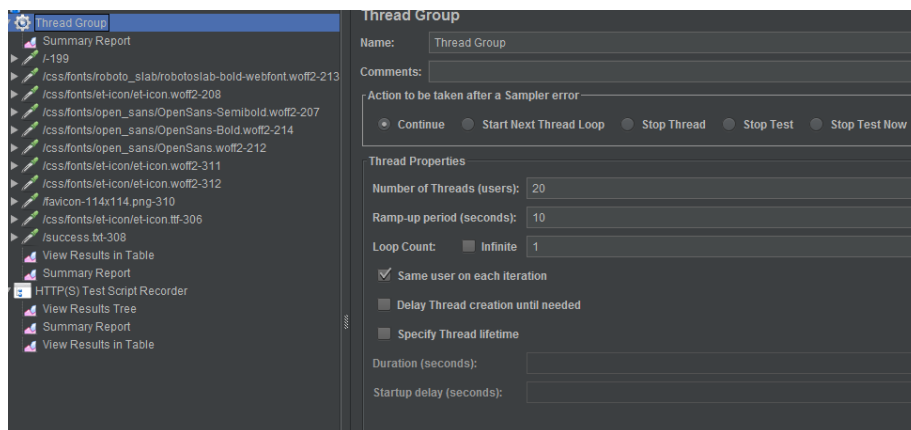 Thread Group
Summary Report
/-199
/css/fonts/roboto_slab/robotoslab-bold-webfont.woff2-213
/css/fonts/et-icon/et-icon.woff2-208
/css/fonts/open_sans/OpenSans-Semibold.woff2-207
/css/fonts/open_sans/OpenSans-Bold.woff2-214
/css/fonts/open_sans/OpenSans.woff2-212
/css/fonts/et-icon/et-icon.woff2-311
/css/fonts/et-icon/et-icon.woff2-312
/favicon-114x114.png-310
/css/fonts/et-icon/et-icon.ttf-306
/success.txt-308
View Results in Table
Summary Report
HTTP(S) Test Script Recorder
View Results Tree
Summary Report
View Results in Table
Thread Group
Name: Thread Group
Comments:
Action to be taken after a Sampler error
Continue Start Next Thread Loop Stop Thread Stop Test Stop Test Now
Thread Properties
Number of Threads (users): 20
Ramp-up period (seconds): 10
Loop Count: Infinite 1
Same user on each iteration
Delay Thread creation until needed
Specify Thread lifetime
Duration (seconds):
Startup delay (seconds):